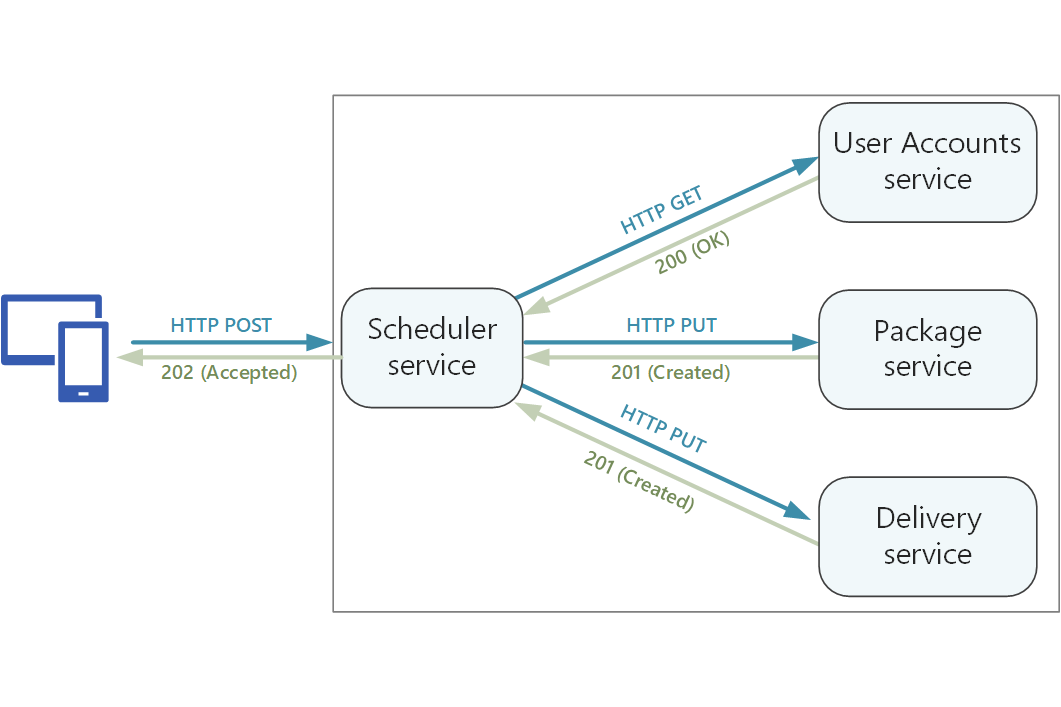 User Accounts
service
HTTP GET
200 (OK)
HTTP POST
202 (Accepted)
Scheduler
service
HTTP PUT
201 (Created)
Package
service
HTTP PUT
201 (Created)
Delivery
service